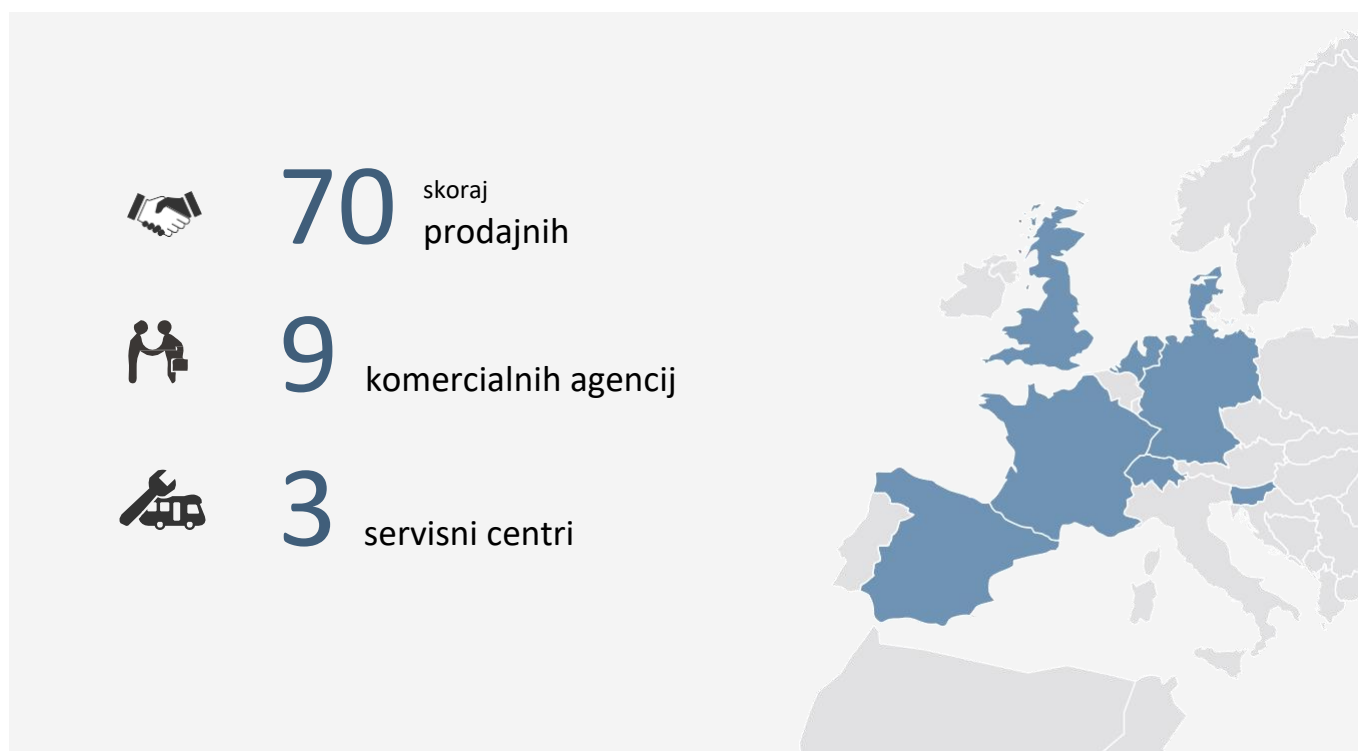 70 skoraj
prodajnih
9 komercialnih agencij
3 servisni centri